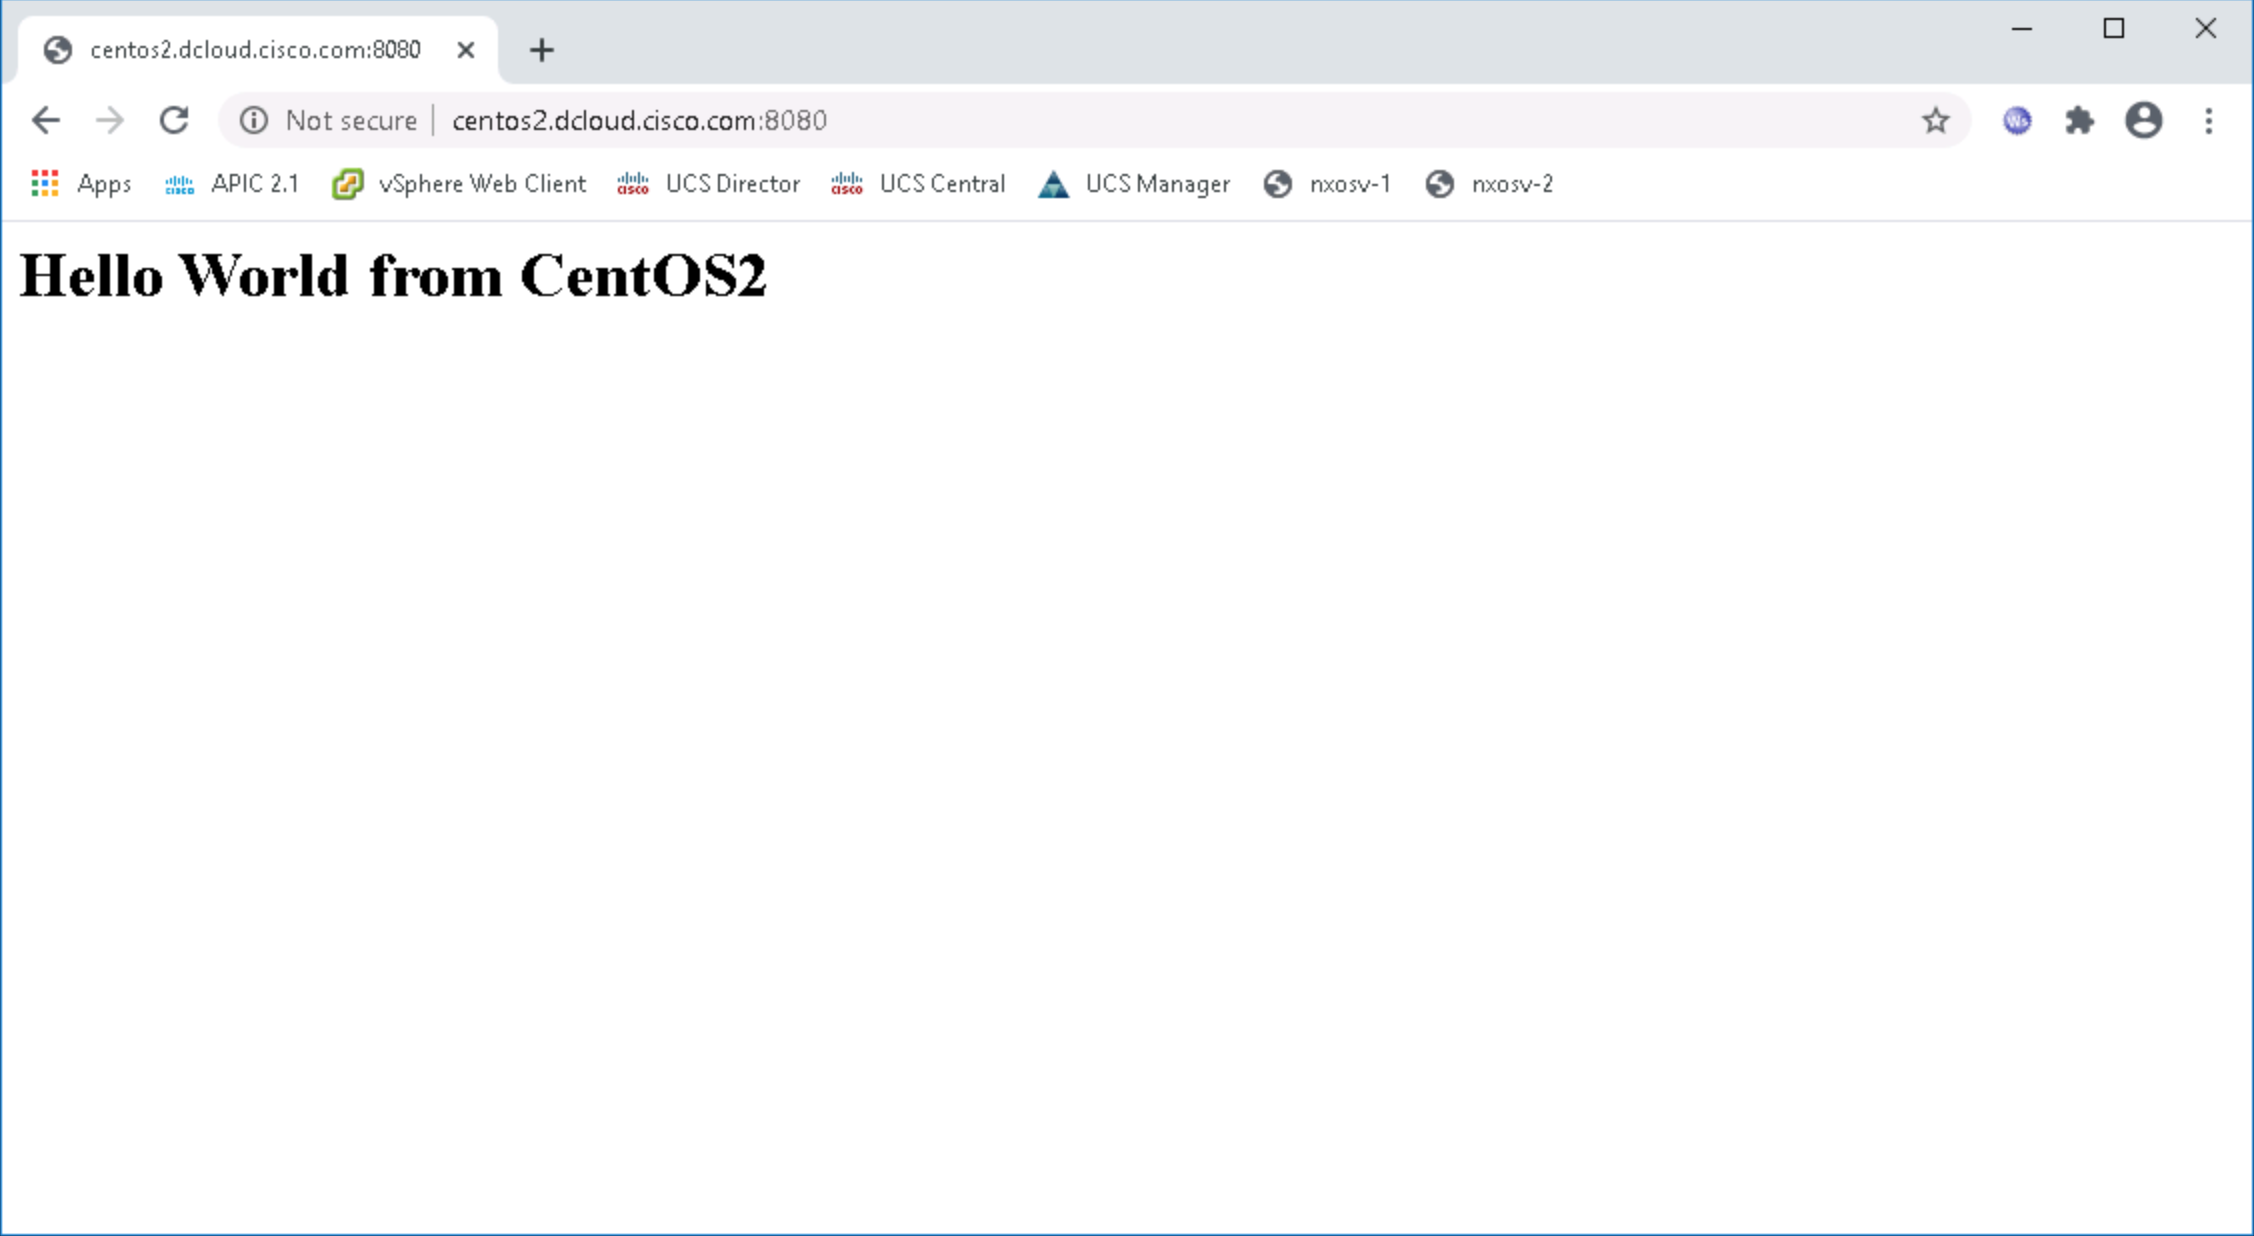 centos2.dcloud.cisco.com:8080
Not secure centos2.dcloud.cisco.com:8080
Apps APIC 2.1 vSphere Web Client UCS Director UCS Central UCS Manager nxosv-1 nxosv-2
Hello World from CentOS2